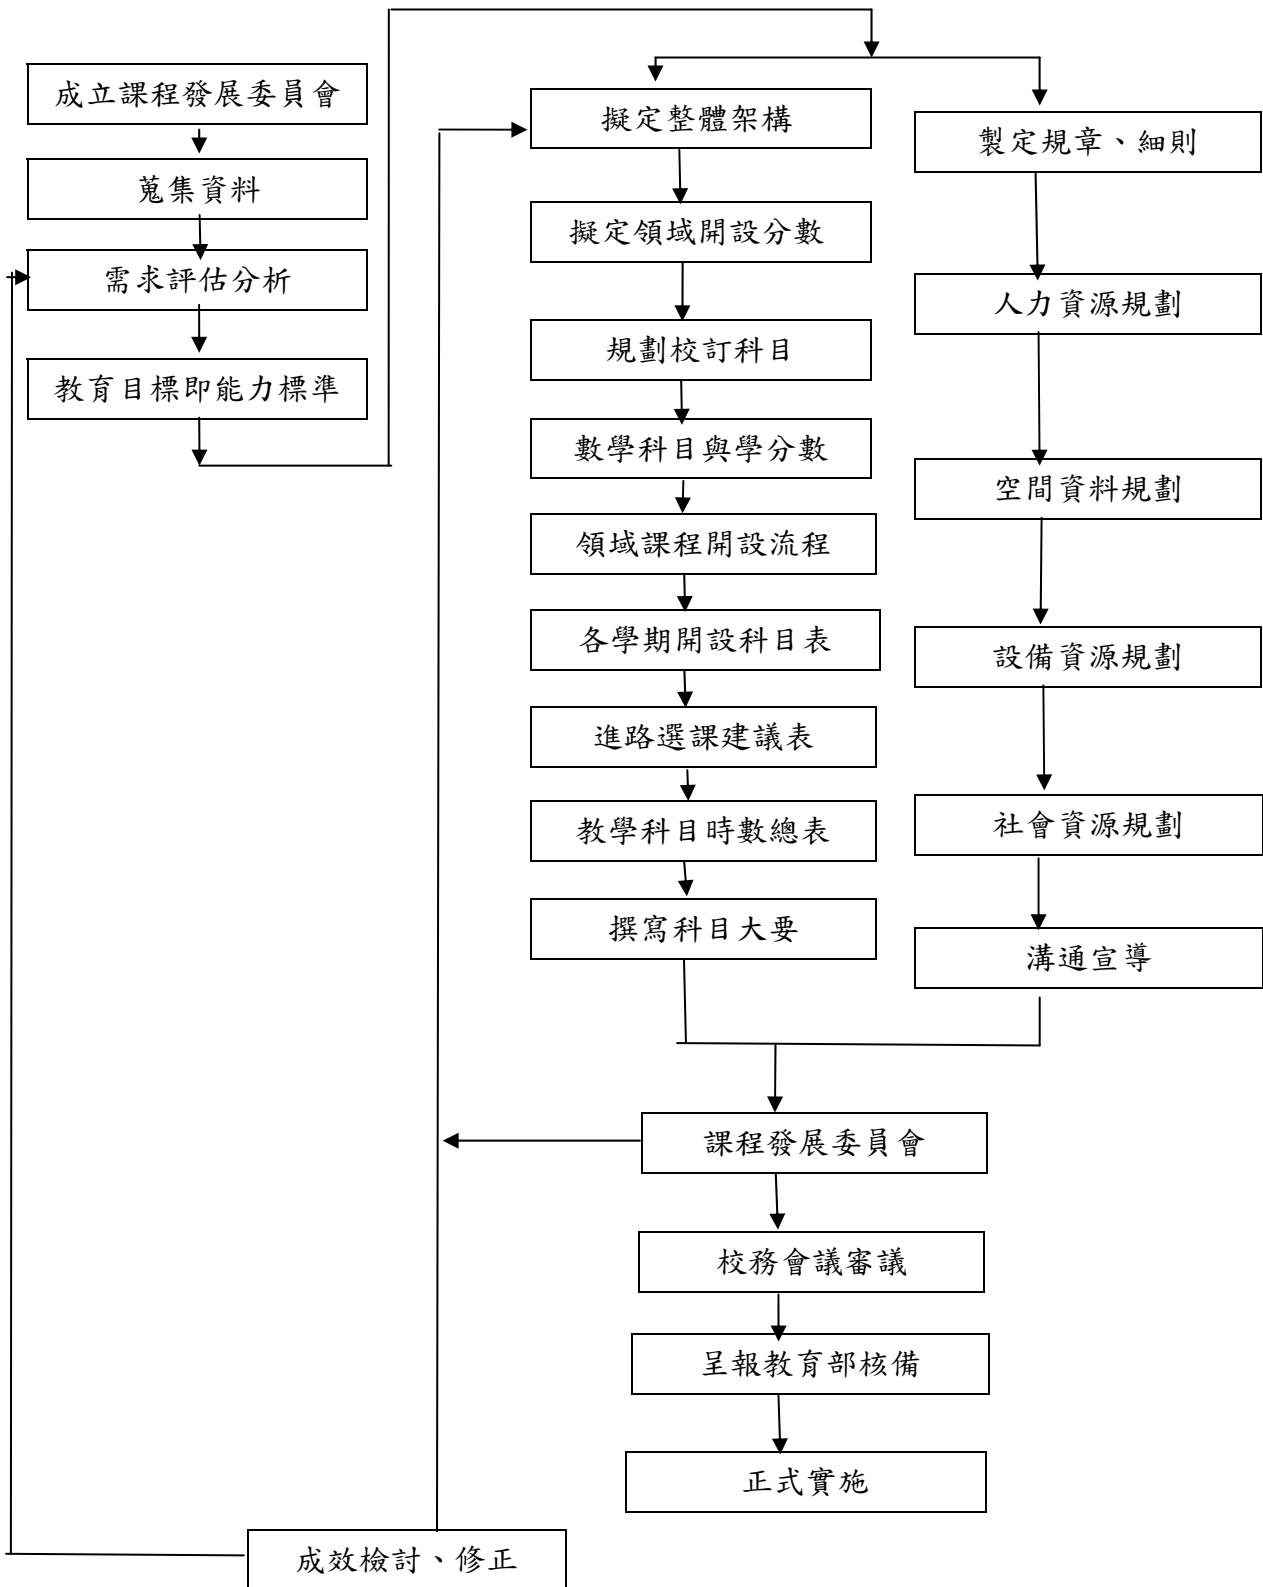 成立課程發展委員會
蒐集資料
需求評估分析
教育目標即能力標準
擬定整體架構
擬定領域開設分數
規劃校訂科目
數學科目與學分數
領域課程開設流程
各學期開設科目表
進路選課建議表
教學科目時數總表
撰寫科目大要
製定規章、細則
人力資源規劃
空間資料規劃
設備資源規劃
社會資源規劃
溝通宣導
課程發展委員會
校務會議審議
呈報教育部核備
正式實施
成效檢討、修正